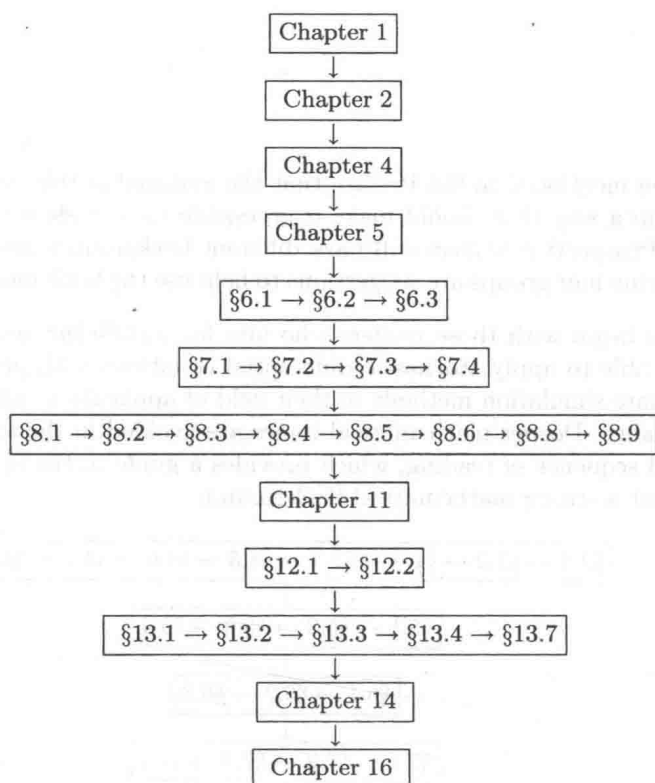 Chapter 1
↓
Chapter 2
↓
Chapter 4
↓
Chapter 5
↓
§6.1 → §6.2 → §6.3
↓
§7.1 → §7.2 → §7.3 → §7.4
↓
§8.1 → §8.2 → §8.3 → §8.4 → §8.5 → §8.6 → §8.8 → §8.9
↓
Chapter 11
↓
§12.1 → §12.2
↓
§13.1 → §13.2 → §13.3 → §13.4 → §13.7
↓
Chapter 14
↓
Chapter 16